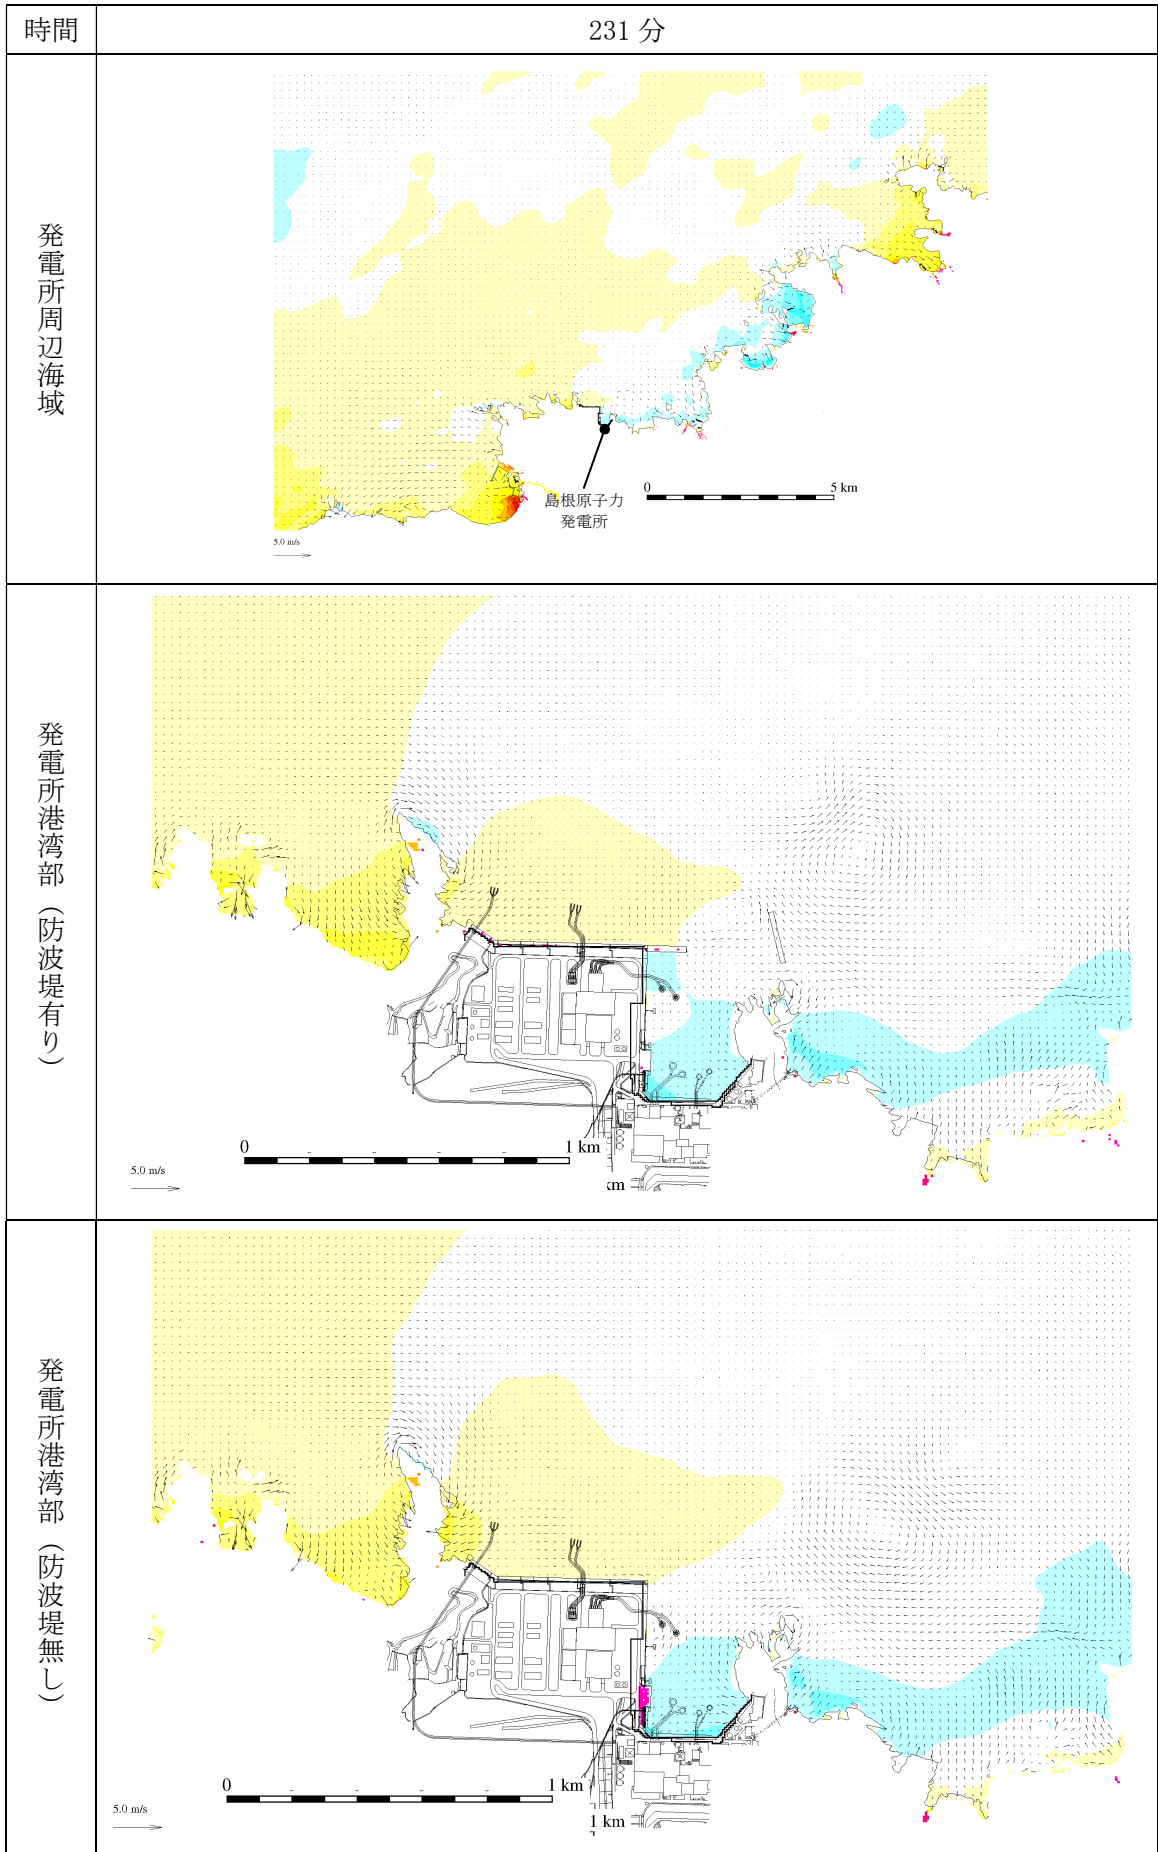 時間
231 分
発電所周辺海域
島根原子力
発電所
0
5 km
5.0 m/s
発電所港湾部（防波堤有り）
0
1 km
5.0 m/s
km
発電所港湾部（防波堤無し）
0
1 km
5.0 m/s
1 km